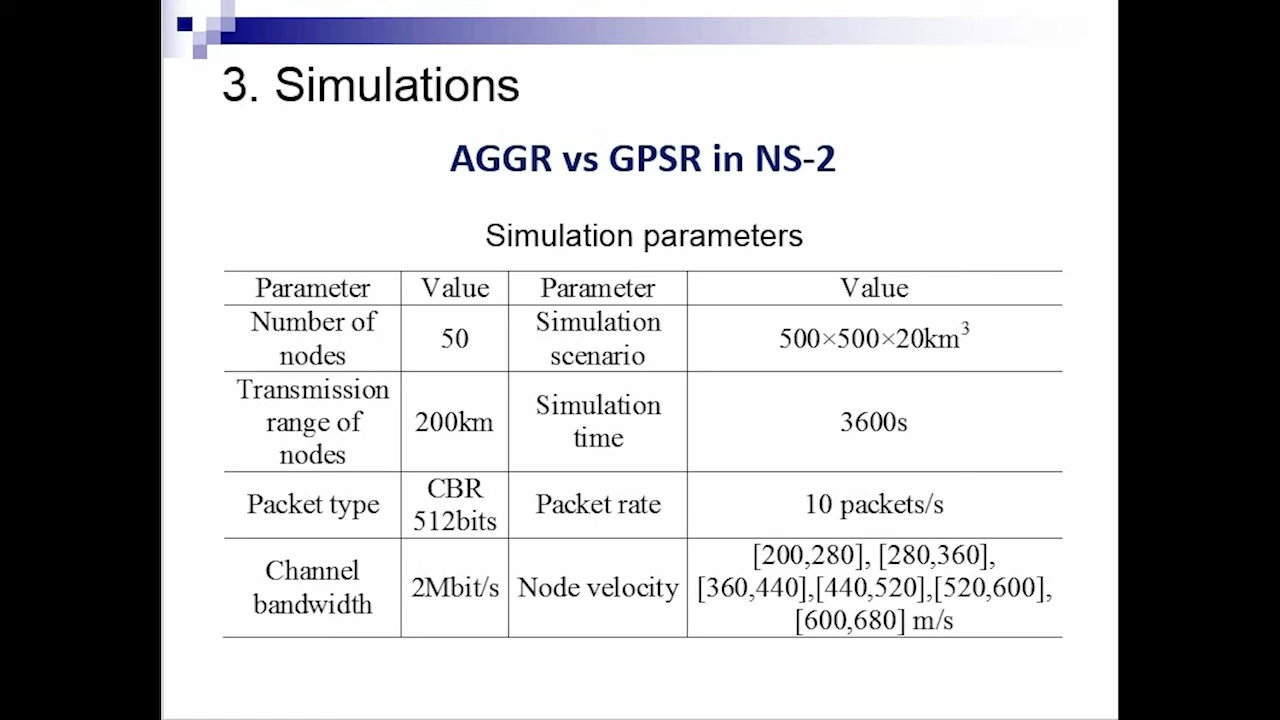 3. Simulations
AGGR vs GPSR in NS-2
Simulation parameters
Parameter Value Parameter Value
Number of nodes 50 Simulation scenario 500×500×20km³
Transmission range of nodes 200km Simulation time 3600s
Packet type CBR 512bits Packet rate 10 packets/s
Channel bandwidth 2Mbit/s Node velocity [200,280], [280,360], [360,440],[440,520],[520,600], [600,680] m/s